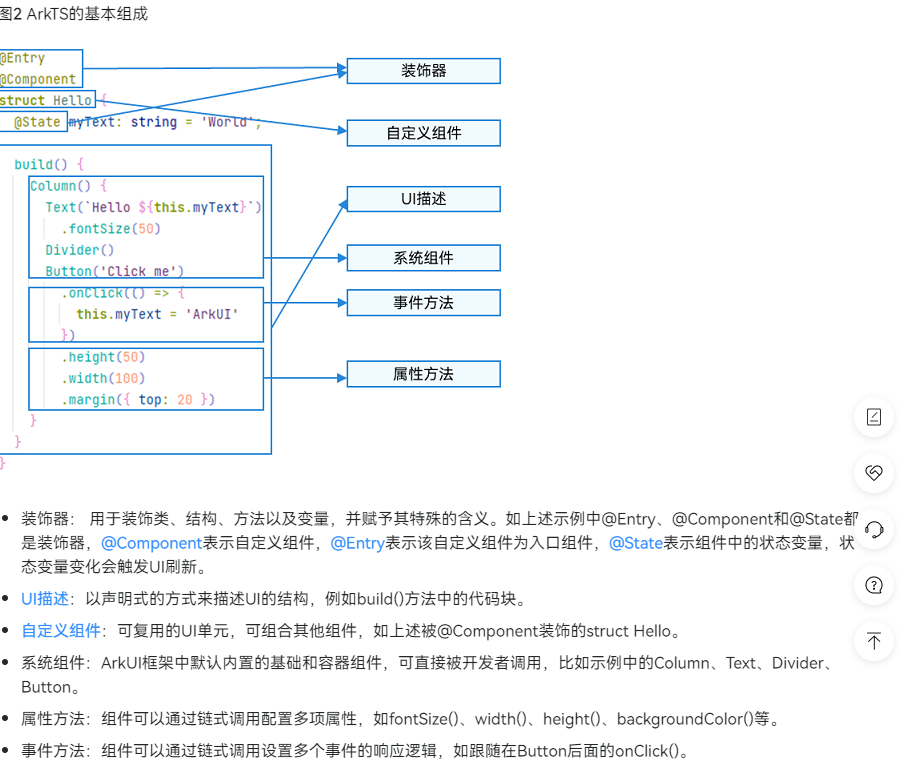 图2 ArkTS的基本组成
@Entry
@Component
装饰器
struct Hello {
@State myText: string = 'World';
自定义组件
build() {
Column() {
Text(`Hello ${this.myText}`)
UI描述
.fontSize(50)
Divider()
系统组件
Button('Click me')
.onClick(() => {
事件方法
this.myText = 'ArkUI'
})
.height(50)
.width(100)
属性方法
.margin({ top: 20 })
}
}
}
装饰器： 用于装饰类、结构、方法以及变量，并赋予其特殊的含义。如上述示例中@Entry、@Component和@State都
是装饰器，@Component表示自定义组件，@Entry表示该自定义组件为入口组件，@State表示组件中的状态变量，状
态变量变化会触发UI刷新。
UI描述：以声明式的方式来描述UI的结构，例如build()方法中的代码块。
自定义组件：可复用的UI单元，可组合其他组件，如上述被@Component装饰的struct Hello。
系统组件：ArkUI框架中默认内置的基础和容器组件，可直接被开发者调用，比如示例中的Column、Text、Divider、
Button。
属性方法：组件可以通过链式调用配置多项属性，如fontSize()、width()、height()、backgroundColor()等。
事件方法：组件可以通过链式调用设置多个事件的响应逻辑，如跟随在Button后面的onClick()。